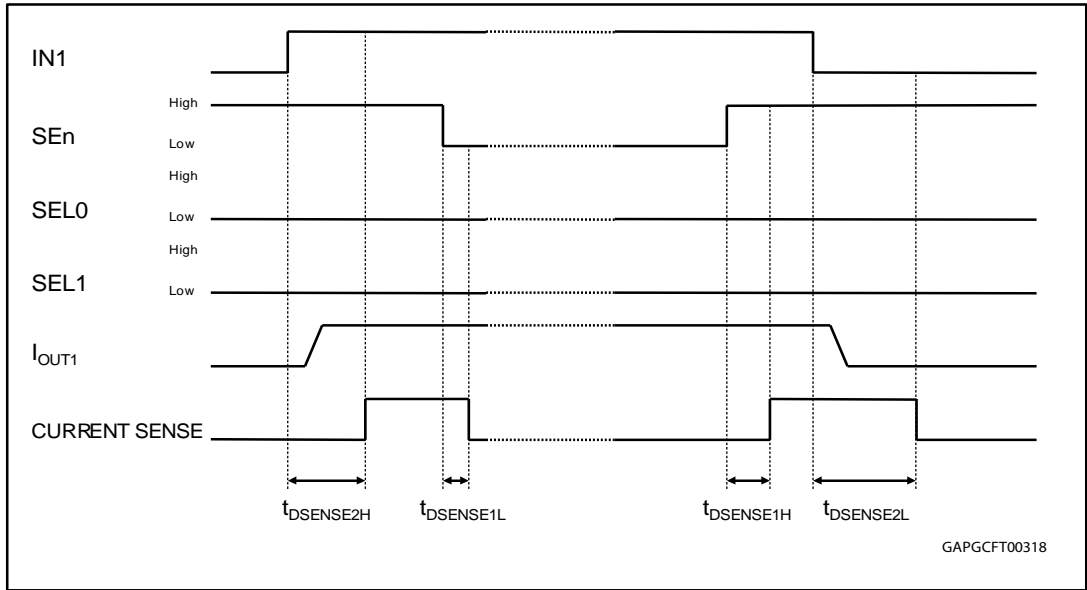 IN1
High
SEn
Low
High
SEL0
Low
High
SEL1
Low
IOUT1
CURRENT SENSE
tDSENSE2H tDSENSE1L tDSENSE1H tDSENSE2L
GAPGCFT00318